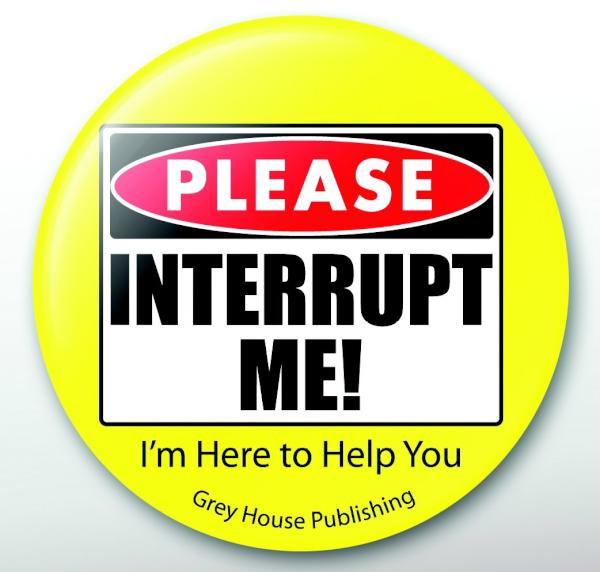 PLEASE
INTERRUPT
ME!
I'm Here to Help You
Grey House Publishing